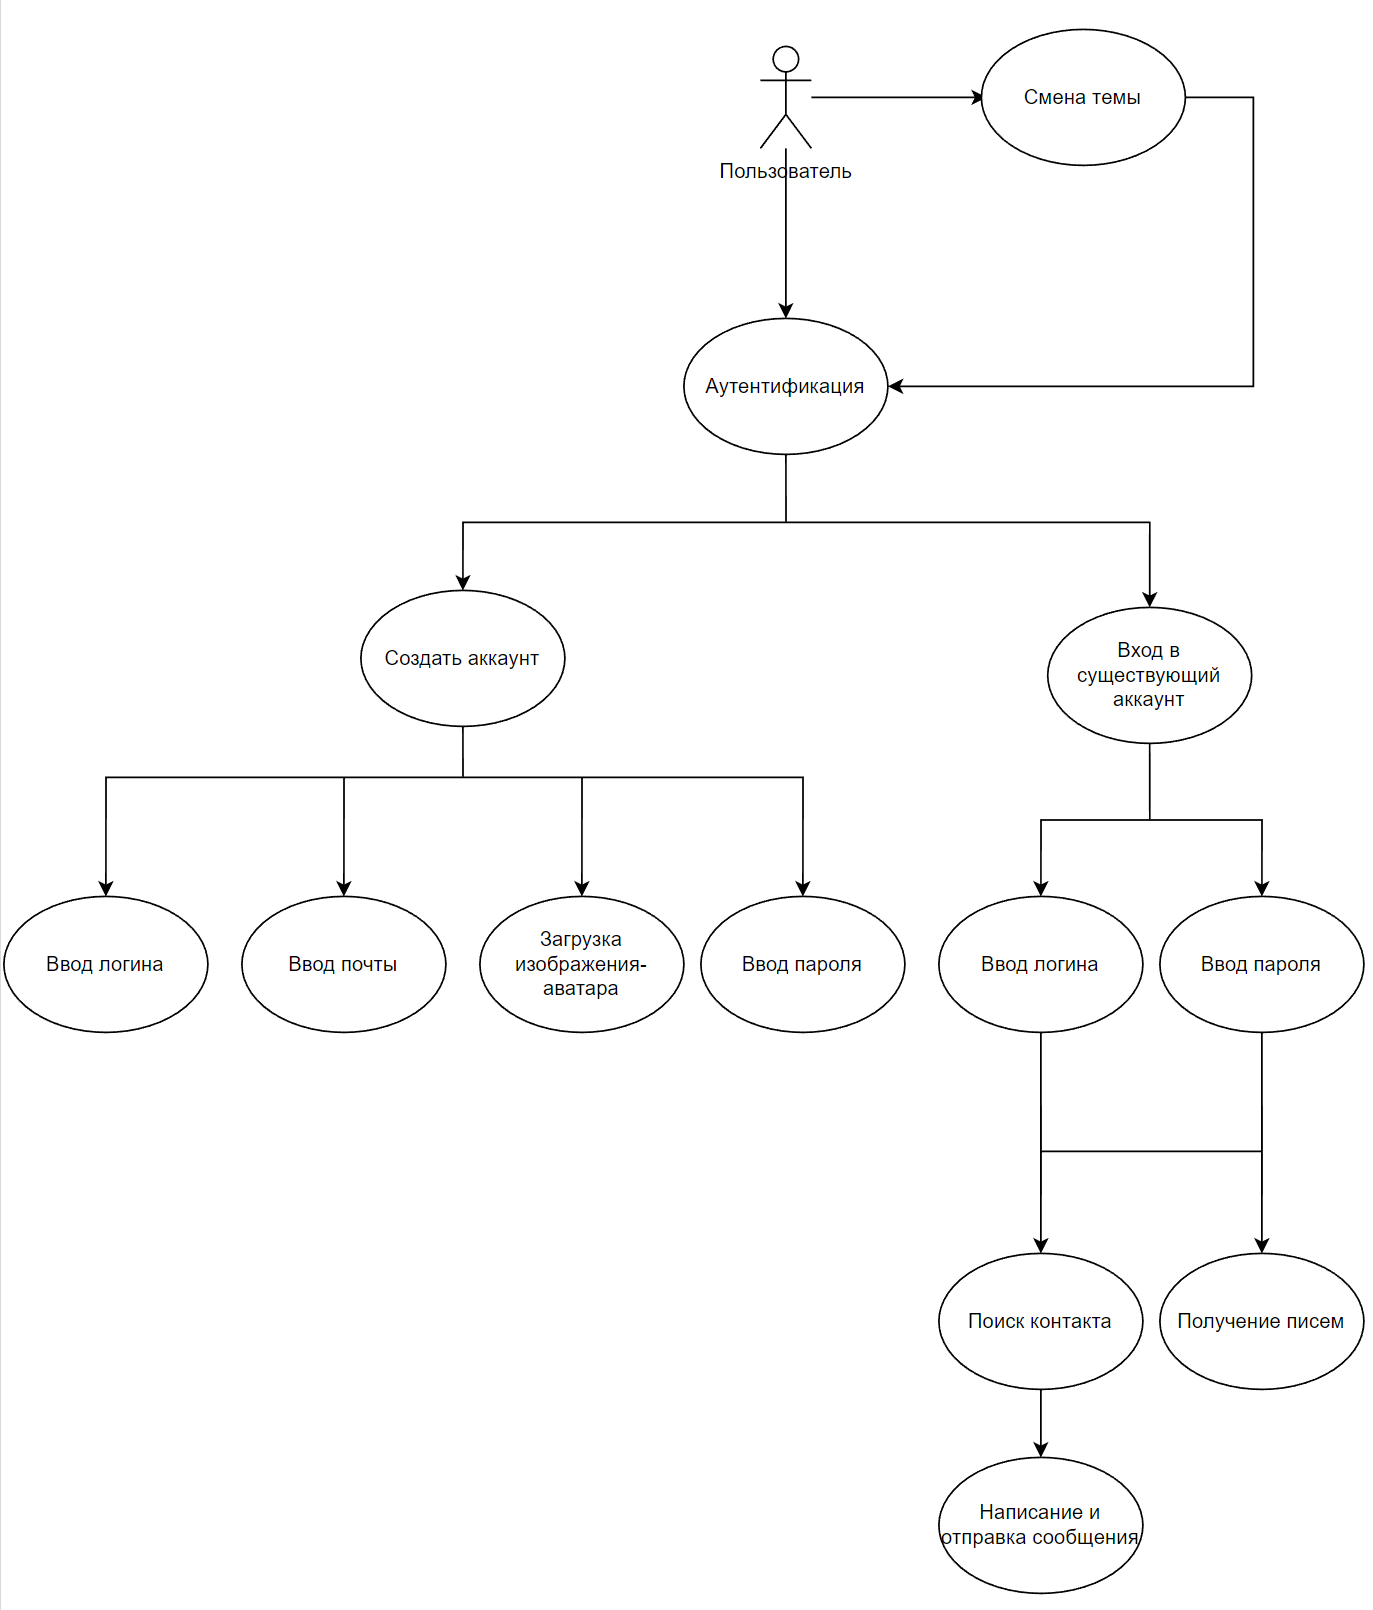 Смена темы
Пользователь
Аутентификация
Создать аккаунт
Вход в
существующий
аккаунт
Ввод логина
Ввод почты
Загрузка
изображения-
аватара
Ввод пароля
Ввод логина
Ввод пароля
Поиск контакта
Получение писем
Написание и
отправка сообщения